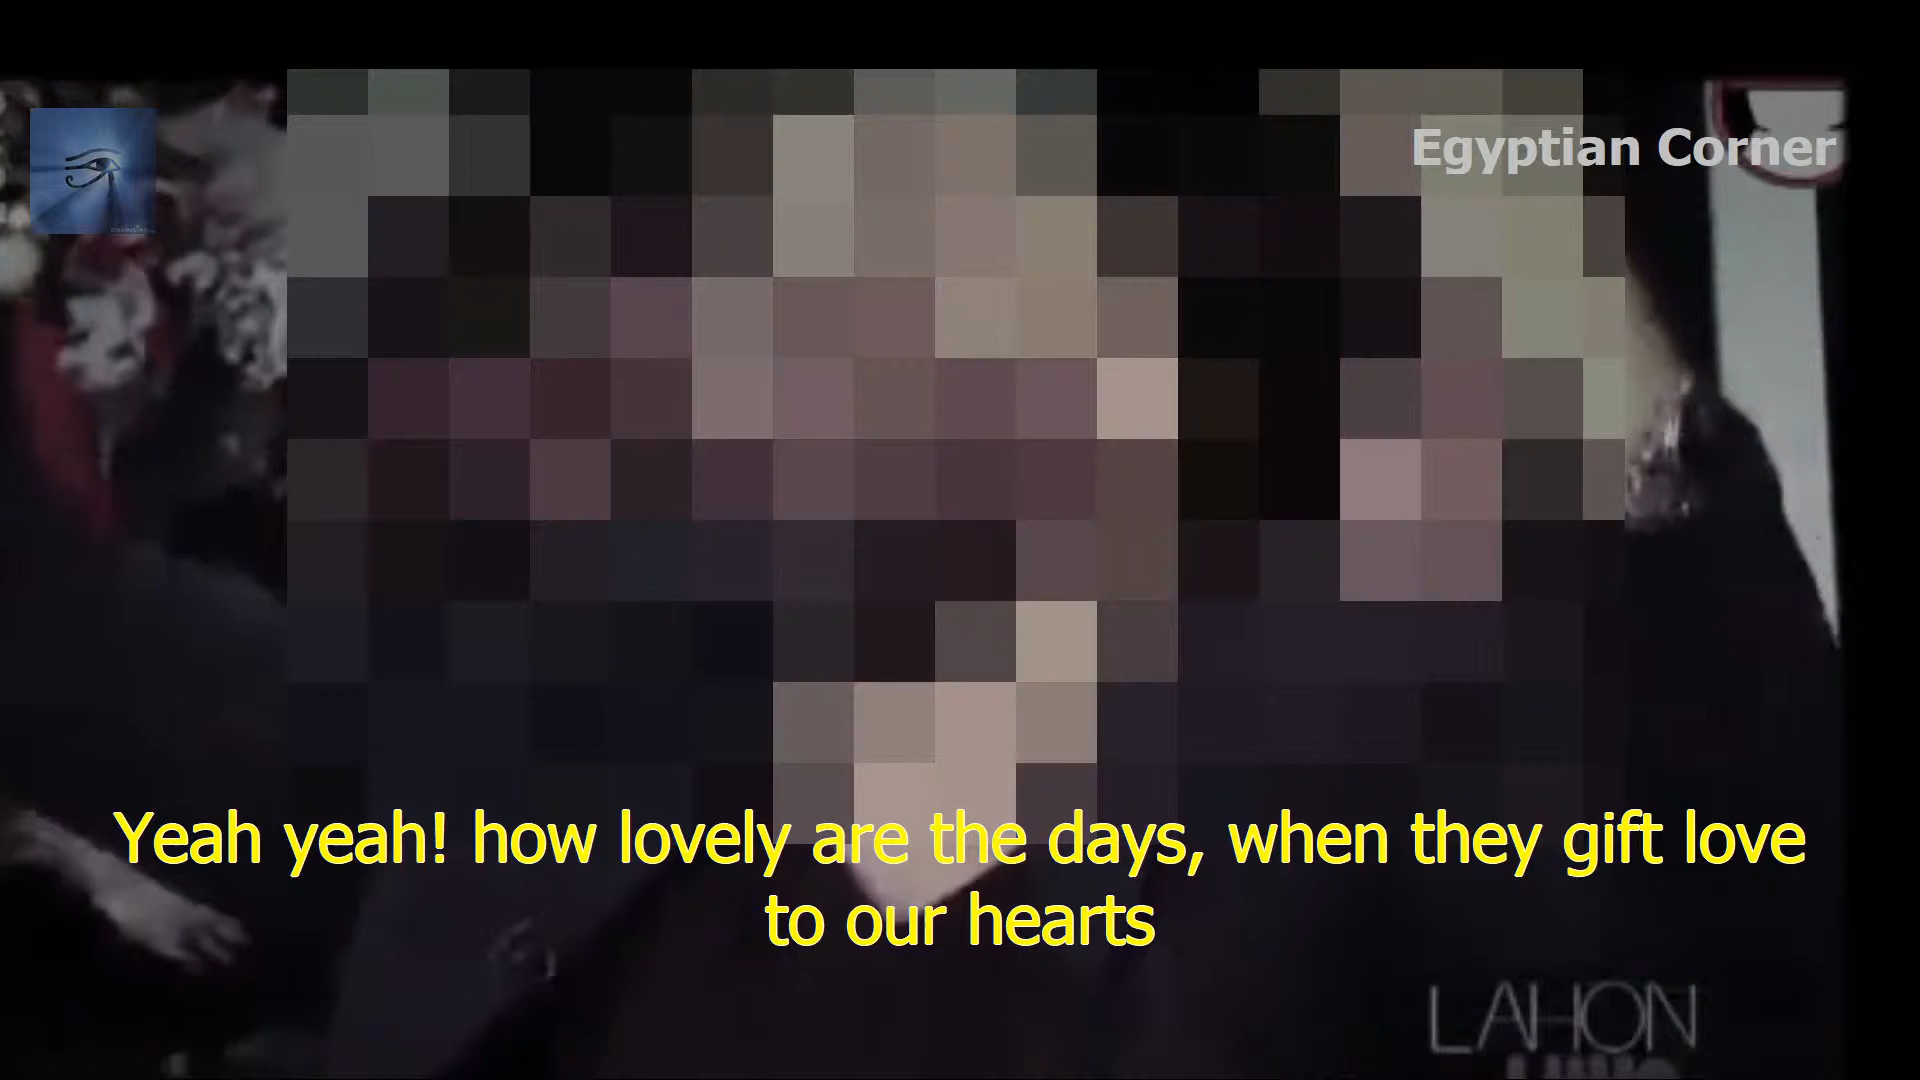 Egyptian Corner
Yeah yeah! how lovely are the days, when they gift love
to our hearts
LAHON